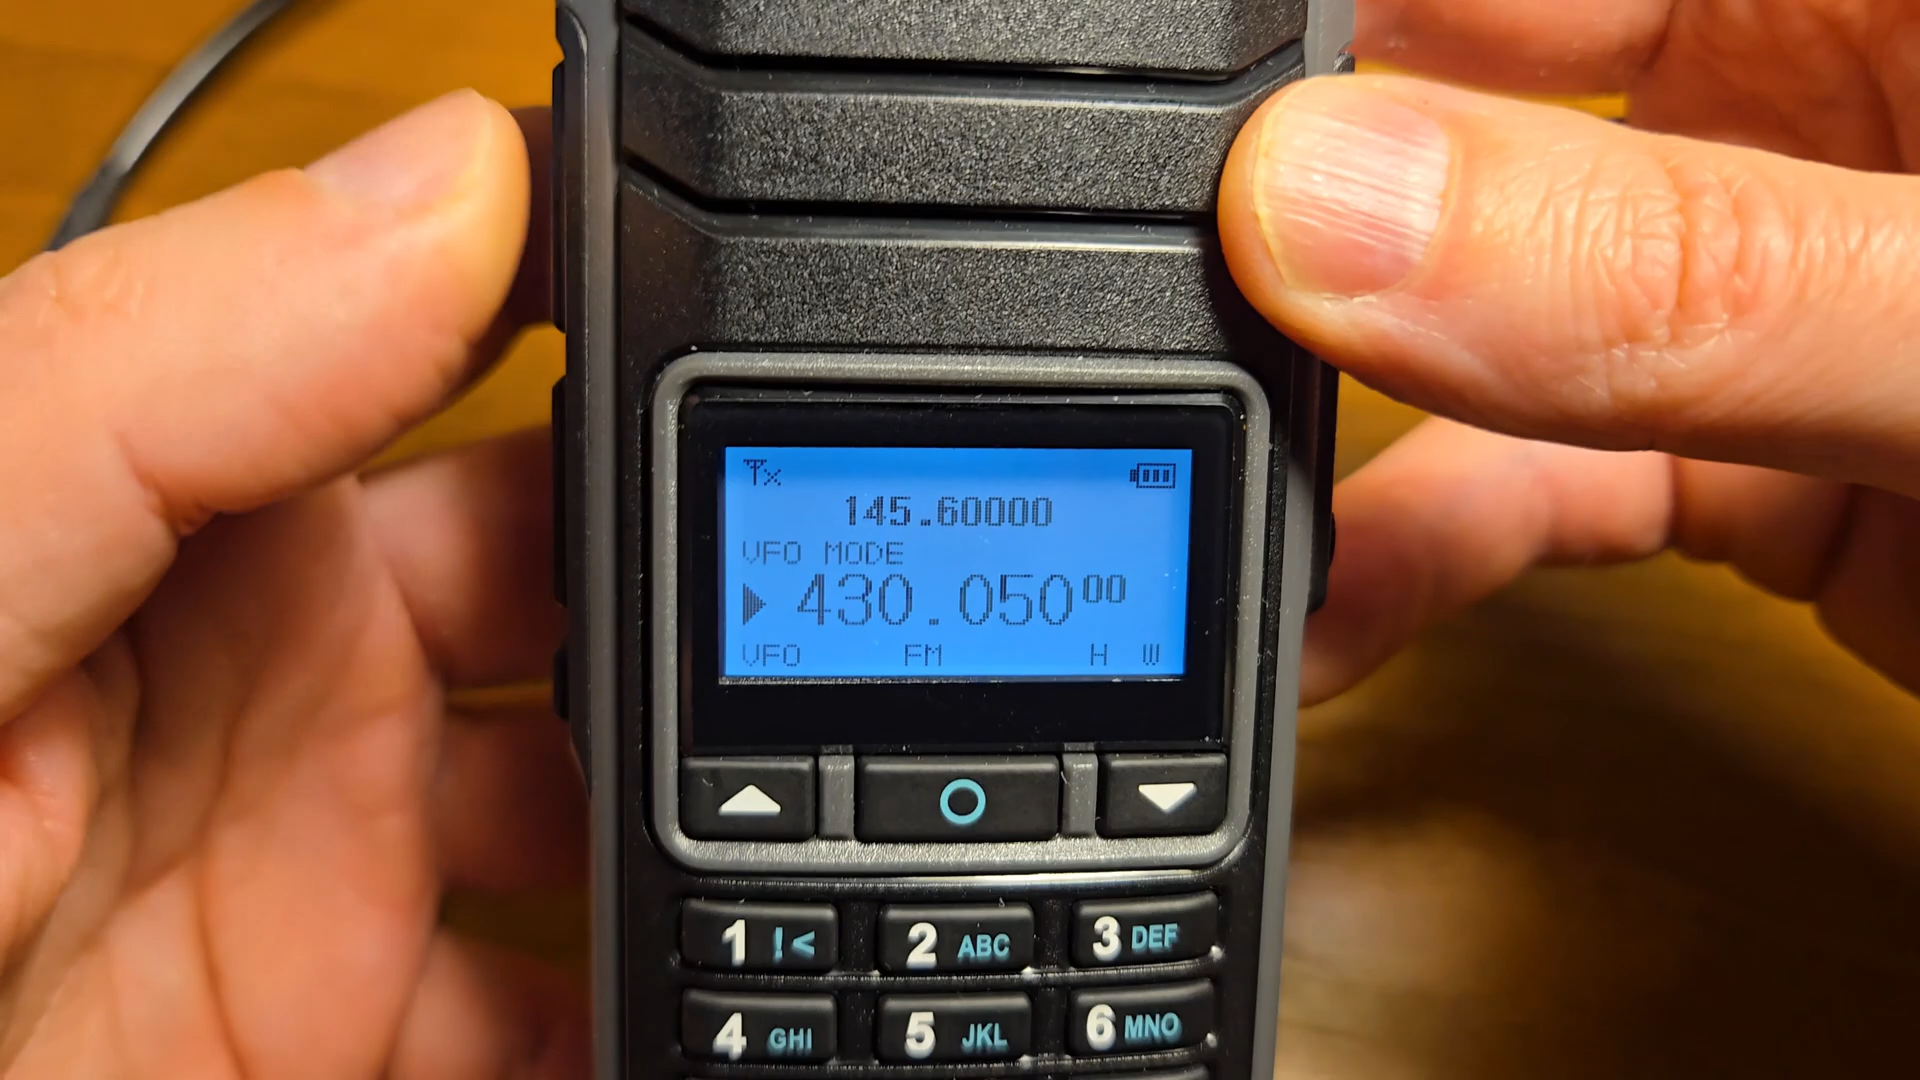 Tx
145.60000
VFO MODE
430.05000
VFO FM H W
1 !<
2 ABC
3 DEF
4 GHI
5 JKL
6 MNO